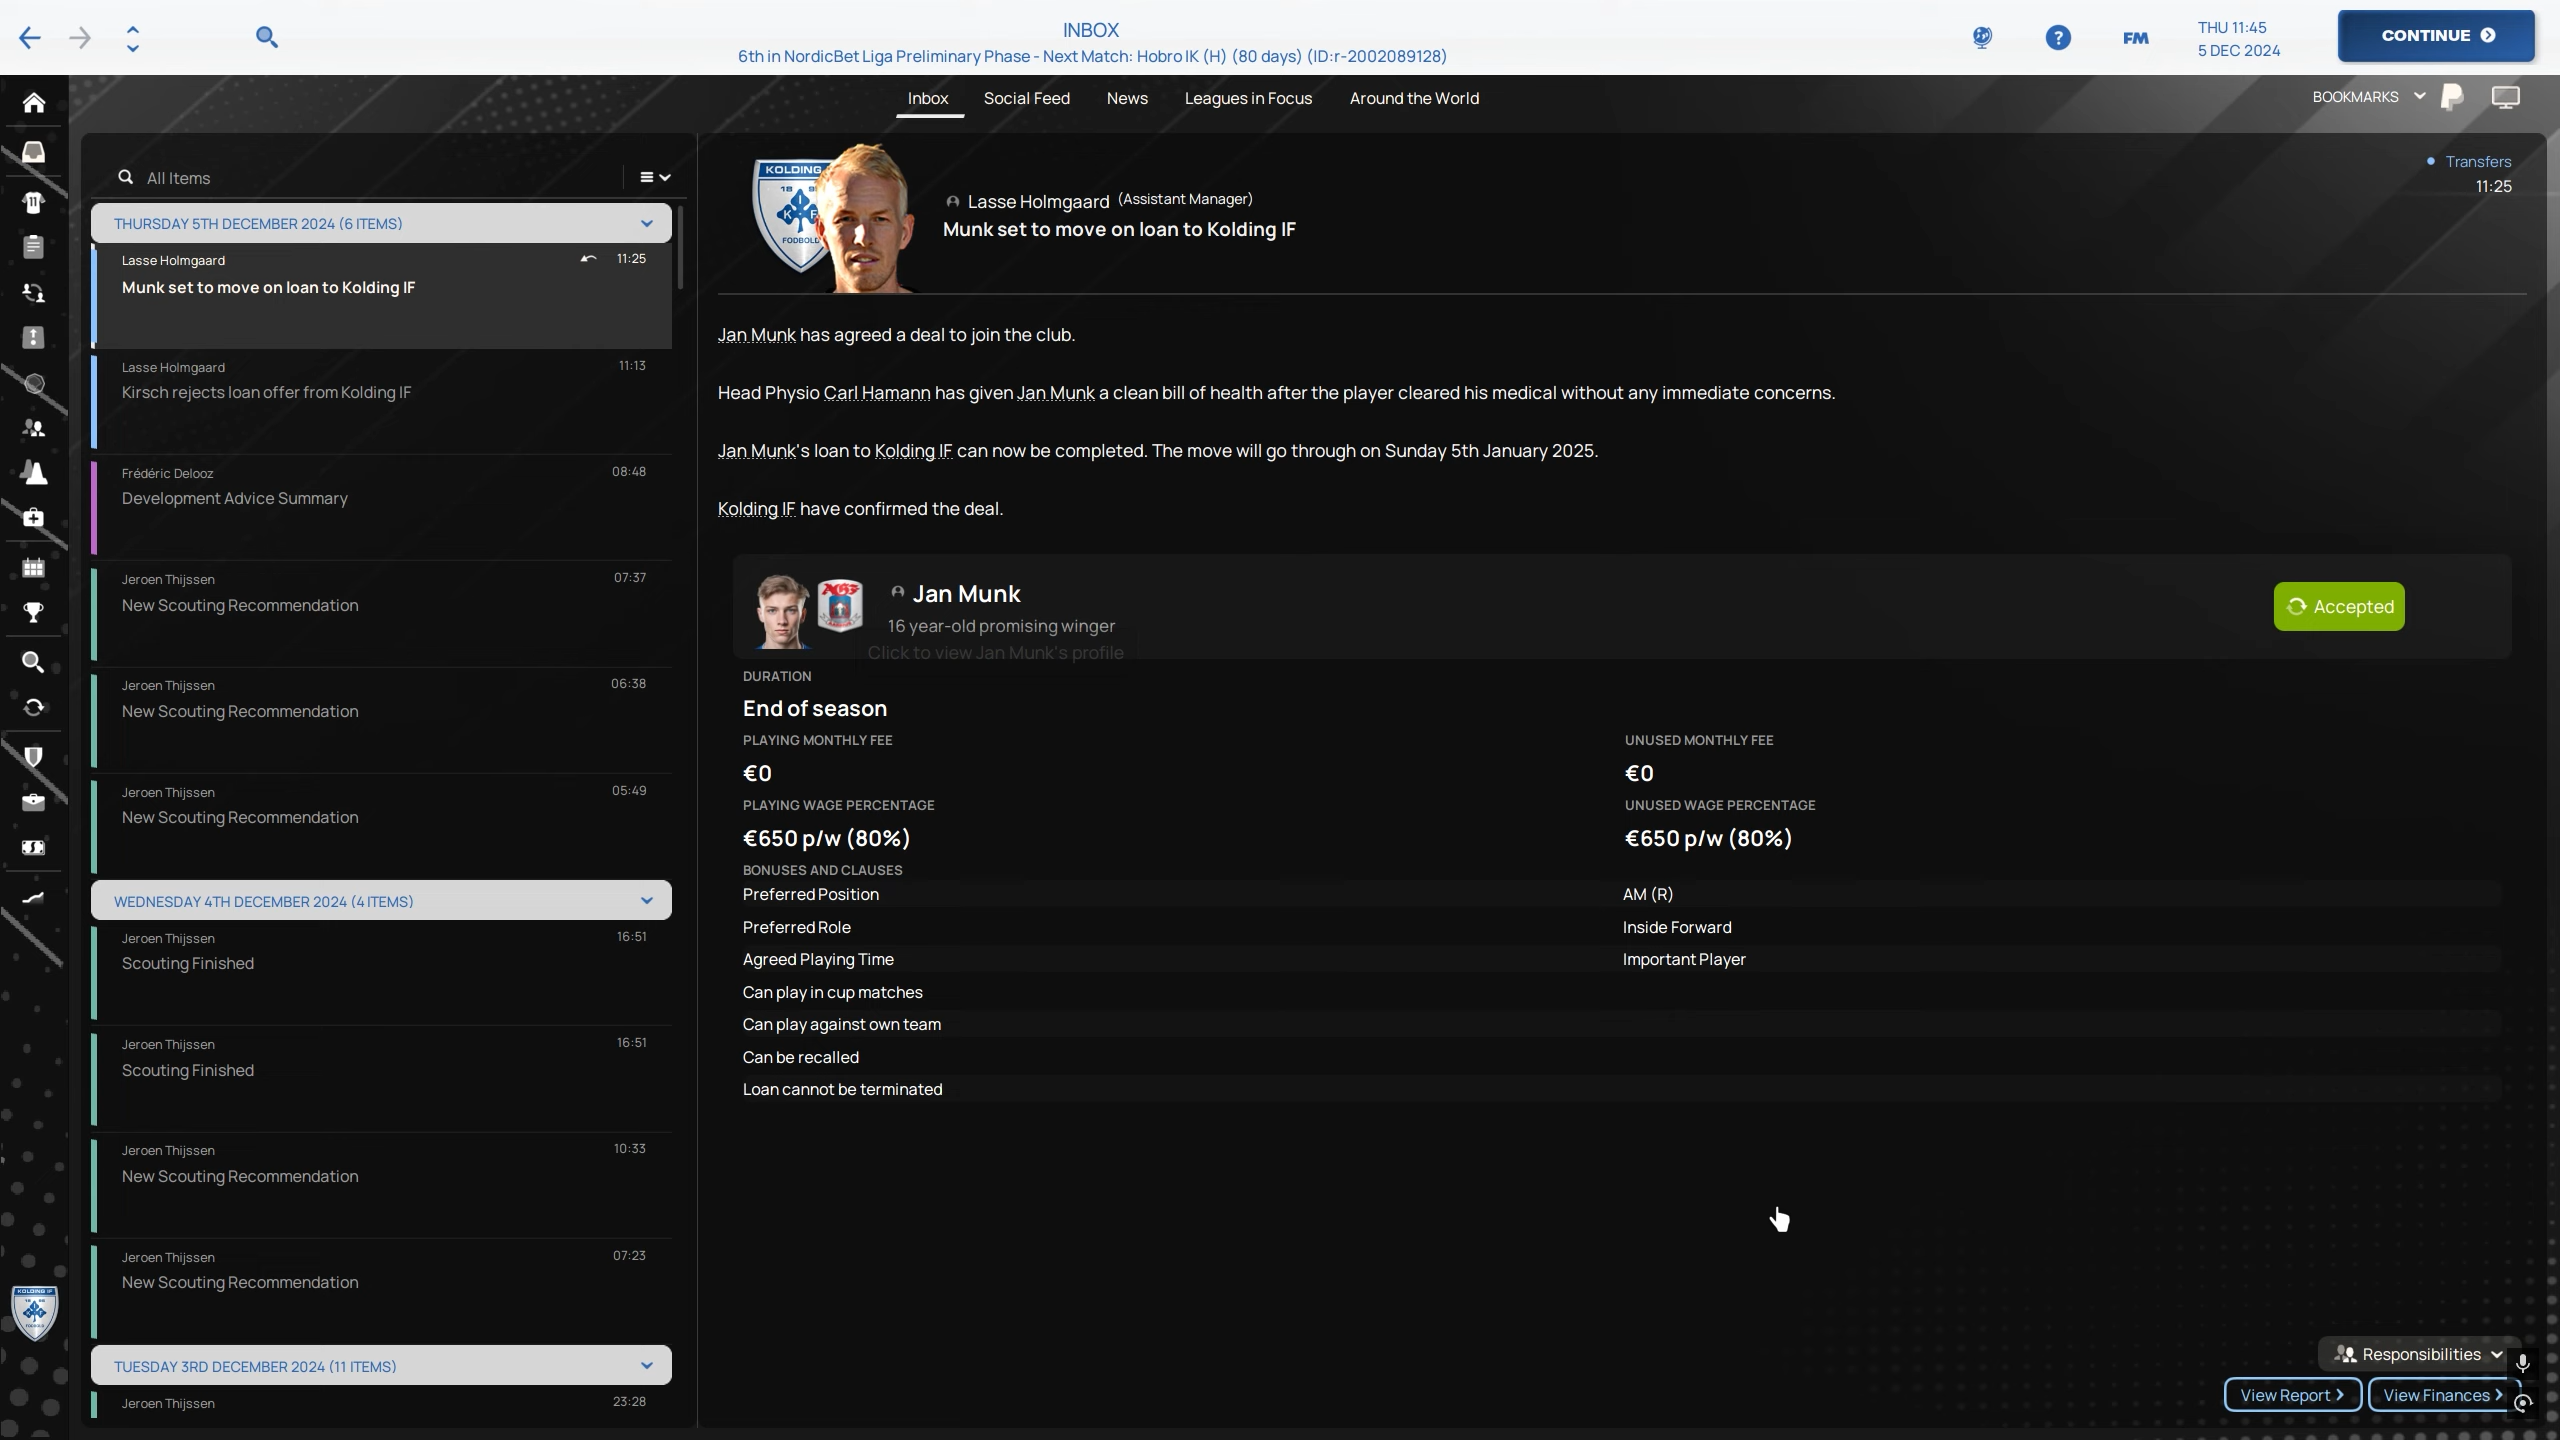 INBOX
6th in NordicBet Liga Preliminary Phase - Next Match: Hobro IK (H) (80 days) (ID:r-2002089128)
FM
THU 11:45
5 DEC 2024
CONTINUE
Inbox
Social Feed
News
Leagues in Focus
Around the World
BOOKMARKS
All Items
THURSDAY 5TH DECEMBER 2024 (6 ITEMS)
Lasse Holmgaard
11:25
Munk set to move on loan to Kolding IF
Lasse Holmgaard
11:13
Kirsch rejects loan offer from Kolding IF
Frédéric Delooz
08:48
Development Advice Summary
Jeroen Thijssen
07:37
New Scouting Recommendation
Jeroen Thijssen
06:38
New Scouting Recommendation
Jeroen Thijssen
05:49
New Scouting Recommendation
WEDNESDAY 4TH DECEMBER 2024 (4 ITEMS)
Jeroen Thijssen
16:51
Scouting Finished
Jeroen Thijssen
16:51
Scouting Finished
Jeroen Thijssen
10:33
New Scouting Recommendation
Jeroen Thijssen
07:23
New Scouting Recommendation
TUESDAY 3RD DECEMBER 2024 (11 ITEMS)
Jeroen Thijssen
23:28
KOLDING
Lasse Holmgaard (Assistant Manager)
Munk set to move on loan to Kolding IF
Transfers
11:25
Jan Munk has agreed a deal to join the club.
Head Physio Carl Hamann has given Jan Munk a clean bill of health after the player cleared his medical without any immediate concerns.
Jan Munk's loan to Kolding IF can now be completed. The move will go through on Sunday 5th January 2025.
Kolding IF have confirmed the deal.
AGF
Jan Munk
16 year-old promising winger
Click to view Jan Munk's profile
Accepted
DURATION
End of season
PLAYING MONTHLY FEE
UNUSED MONTHLY FEE
€0
€0
PLAYING WAGE PERCENTAGE
UNUSED WAGE PERCENTAGE
€650 p/w (80%)
€650 p/w (80%)
BONUSES AND CLAUSES
Preferred Position
AM (R)
Preferred Role
Inside Forward
Agreed Playing Time
Important Player
Can play in cup matches
Can play against own team
Can be recalled
Loan cannot be terminated
Responsibilities
View Report
View Finances
KOLDING IF